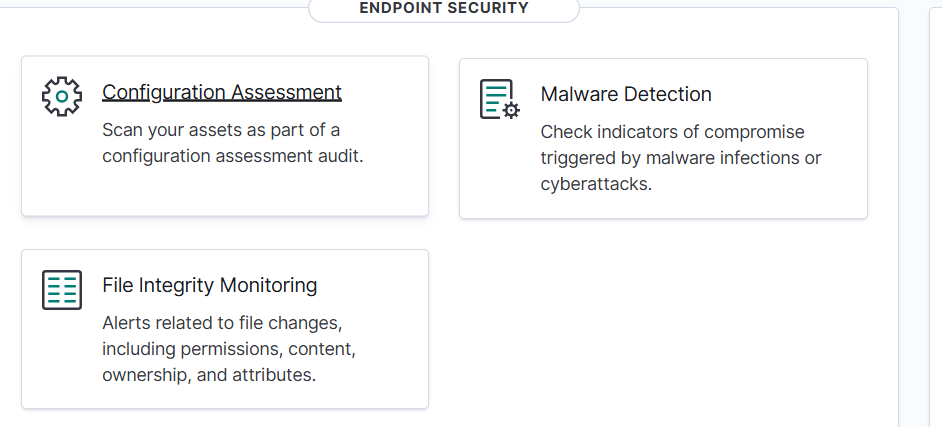 ENDPOINT SECURITY
Configuration Assessment
Scan your assets as part of a
configuration assessment audit.
Malware Detection
Check indicators of compromise
triggered by malware infections or
cyberattacks.
File Integrity Monitoring
Alerts related to file changes,
including permissions, content,
ownership, and attributes.